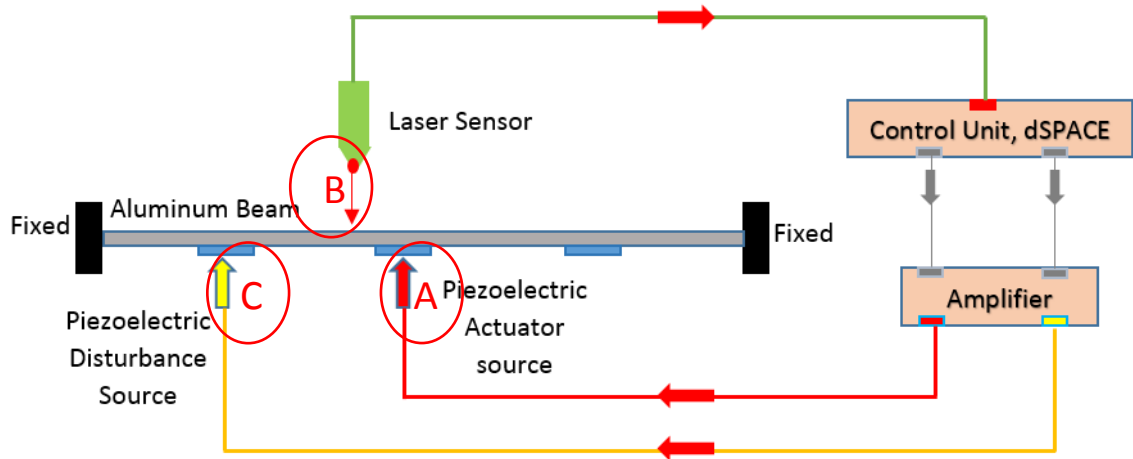 Laser Sensor
Control Unit, dSPACE
B
Aluminum Beam
Fixed
Fixed
C
A
Piezoelectric
Actuator
source
Amplifier
Piezoelectric
Disturbance
Source